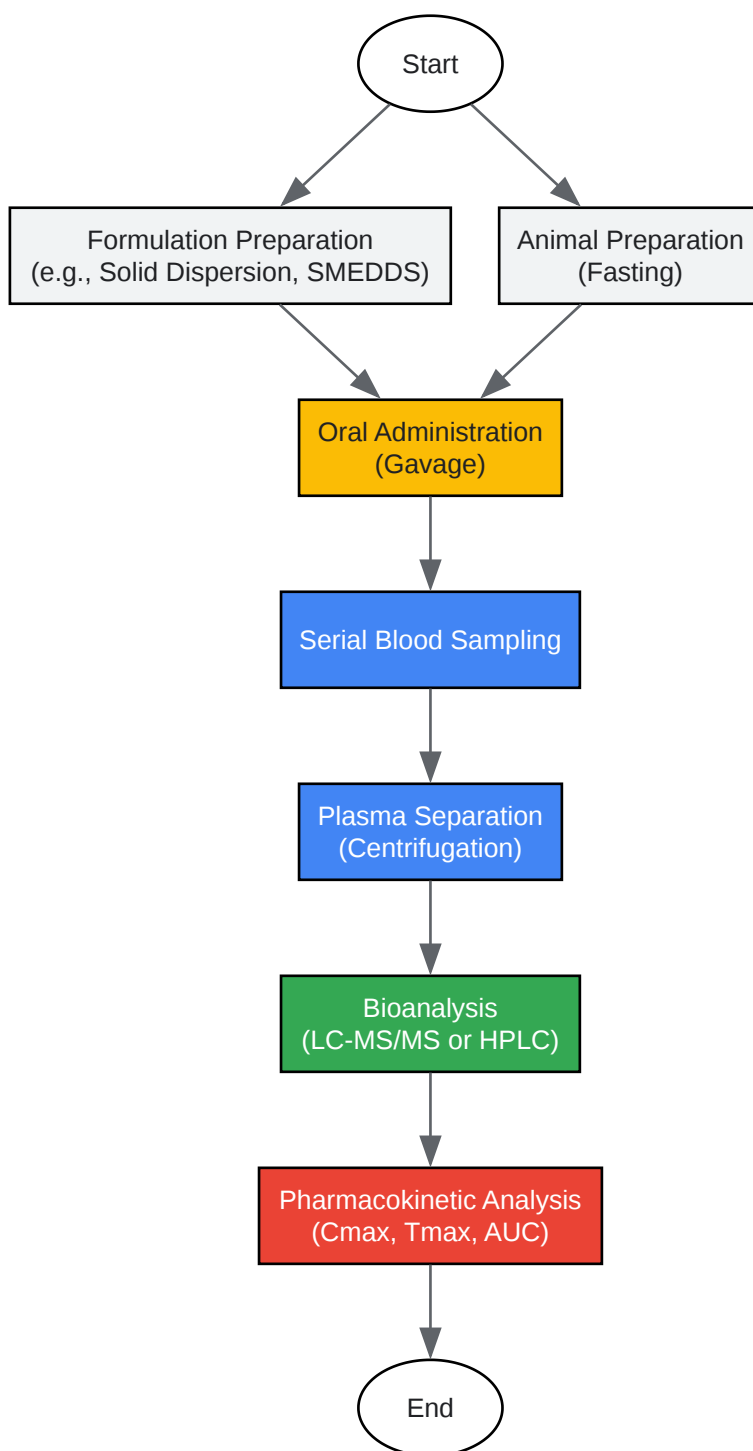 Start
Formulation Preparation
(e.g., Solid Dispersion, SMEDDS)
Animal Preparation
(Fasting)
Oral Administration
(Gavage)
Serial Blood Sampling
Plasma Separation
(Centrifugation)
Bioanalysis
(LC-MS/MS or HPLC)
Pharmacokinetic Analysis
(Cmax, Tmax, AUC)
End